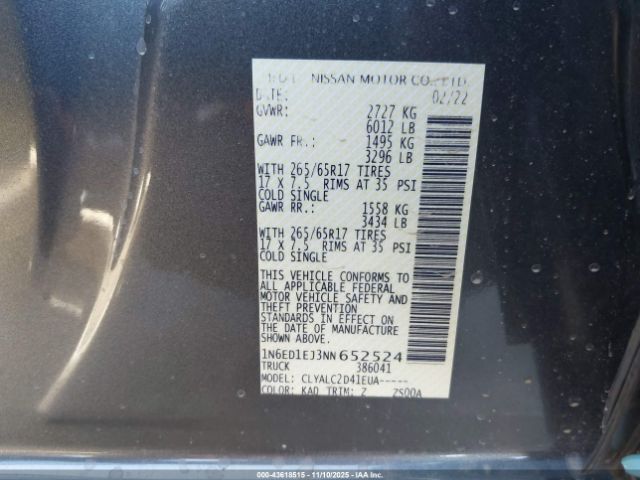 NISSAN MOTOR CO., LTD.
DATE: 02/22
GVWR: 2727 KG
6012 LB
GAWR FR.: 1495 KG
3296 LB
WITH 265/65R17 TIRES
17 X 7.5 RIMS AT 35 PSI
COLD SINGLE
GAWR RR.: 1558 KG
3434 LB
WITH 265/65R17 TIRES
17 X 7.5 RIMS AT 35 PSI
COLD SINGLE
THIS VEHICLE CONFORMS TO
ALL APPLICABLE FEDERAL
MOTOR VEHICLE SAFETY AND
THEFT PREVENTION
STANDARDS IN EFFECT ON
THE DATE OF MANUFACTURE
SHOWN ABOVE.
1N6ED1EJ3NN652524
TRUCK 386041
MODEL: CLYALC2D41EUA-----
COLOR: KAD TRIM: Z ZS00A
000-43618515 - 11/10/2025 - IAA Holdings, LLC.